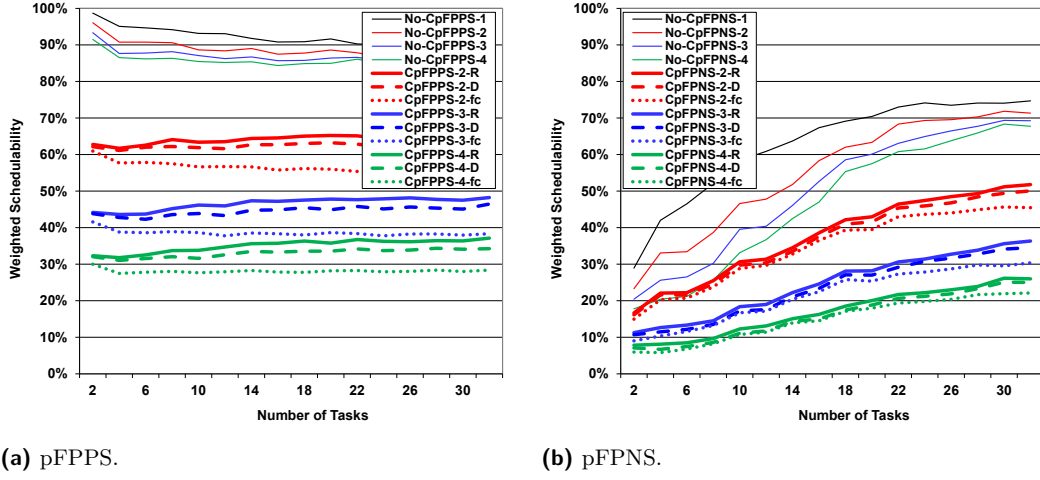 100%
90%
80%
70%
60%
50%
40%
30%
20%
10%
0%
Weighted Schedulability
2 6 10 14 18 22 26 30
Number of Tasks
No-CpFPPS-1
No-CpFPPS-2
No-CpFPPS-3
No-CpFPPS-4
CpFPPS-2-R
CpFPPS-2-D
CpFPPS-2-fc
CpFPPS-3-R
CpFPPS-3-D
CpFPPS-3-fc
CpFPPS-4-R
CpFPPS-4-D
CpFPPS-4-fc
(a) pFPPS.
100%
90%
80%
70%
60%
50%
40%
30%
20%
10%
0%
Weighted Schedulability
2 6 10 14 18 22 26 30
Number of Tasks
No-CpFPNS-1
No-CpFPNS-2
No-CpFPNS-3
No-CpFPNS-4
CpFPNS-2-R
CpFPNS-2-D
CpFPNS-2-fc
CpFPNS-3-R
CpFPNS-3-D
CpFPNS-3-fc
CpFPNS-4-R
CpFPNS-4-D
CpFPNS-4-fc
(b) pFPNS.